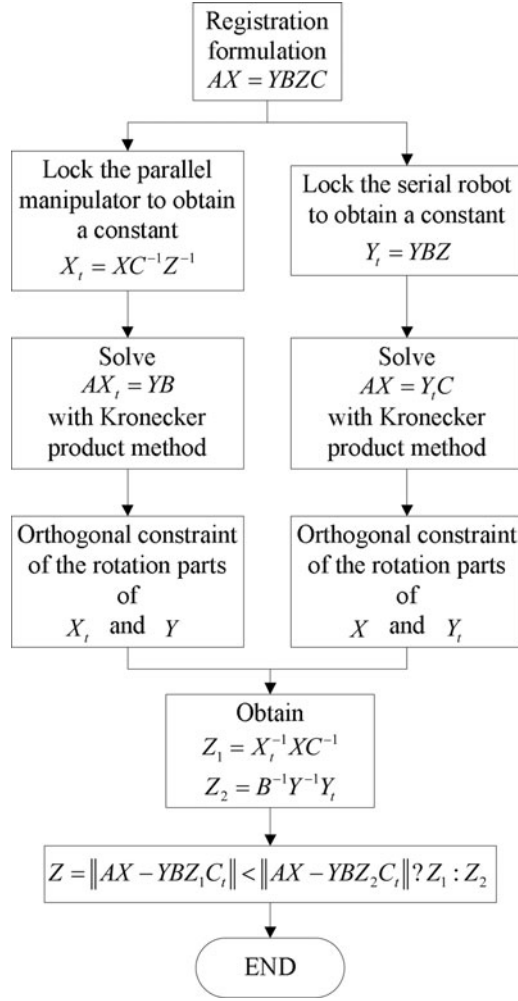 Registration
formulation
AX = YBZC
Lock the parallel
manipulator to obtain
a constant
X_t = XC^{-1}Z^{-1}
Solve
AX_t = YB
with Kronecker
product method
Orthogonal constraint
of the rotation parts
of
X_t and Y
Lock the serial robot
to obtain a constant
Y_t = YBZ
Solve
AX = Y_tC
with Kronecker
product method
Orthogonal constraint
of the rotation parts
of
X and Y_t
Obtain
Z_1 = X_t^{-1}XC^{-1}
Z_2 = B^{-1}Y^{-1}Y_t
Z = ‖AX − YBZ_1C_t‖ < ‖AX − YBZ_2C_t‖ ? Z_1 : Z_2
END